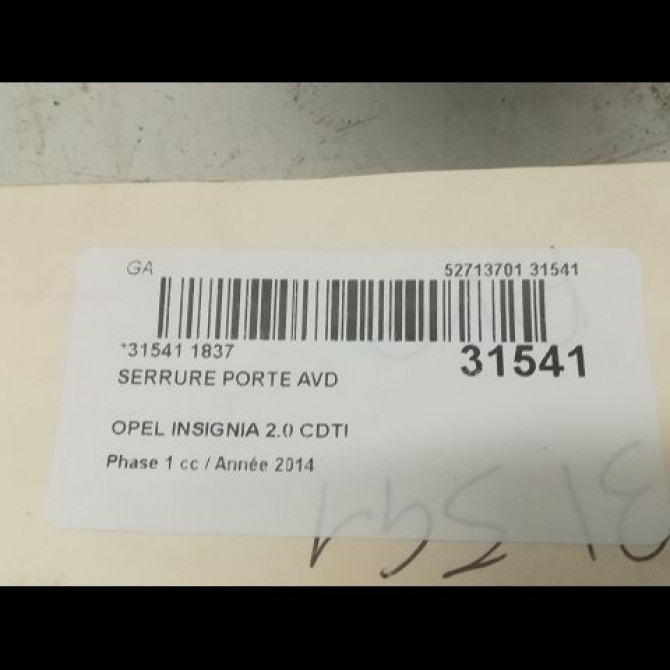 GA 52713701 31541
*31541 1837 31541
SERRURE PORTE AVD
OPEL INSIGNIA 2.0 CDTI
Phase 1 cc / Année 2014
31541